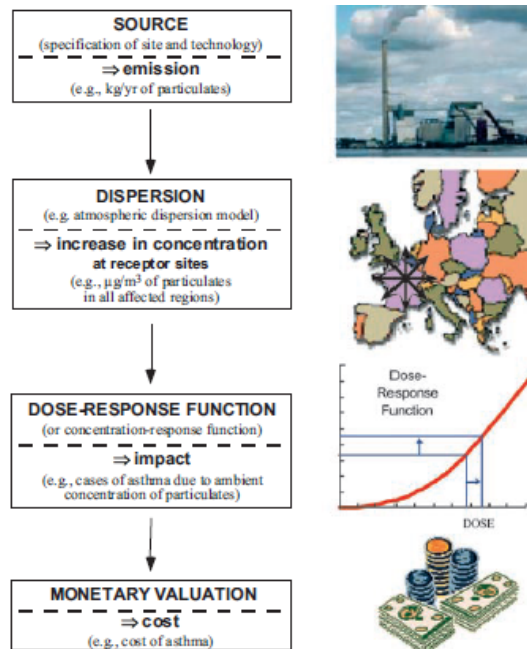 SOURCE
(specification of site and technology)
⇒ emission
(e.g., kg/yr of particulates)
DISPERSION
(e.g. atmospheric dispersion model)
⇒ increase in concentration
at receptor sites
(e.g., µg/m³ of particulates
in all affected regions)
DOSE-RESPONSE FUNCTION
(or concentration-response function)
⇒ impact
(e.g., cases of asthma due to ambient
concentration of particulates)
Dose-
Response
Function
DOSE
MONETARY VALUATION
⇒ cost
(e.g., cost of asthma)